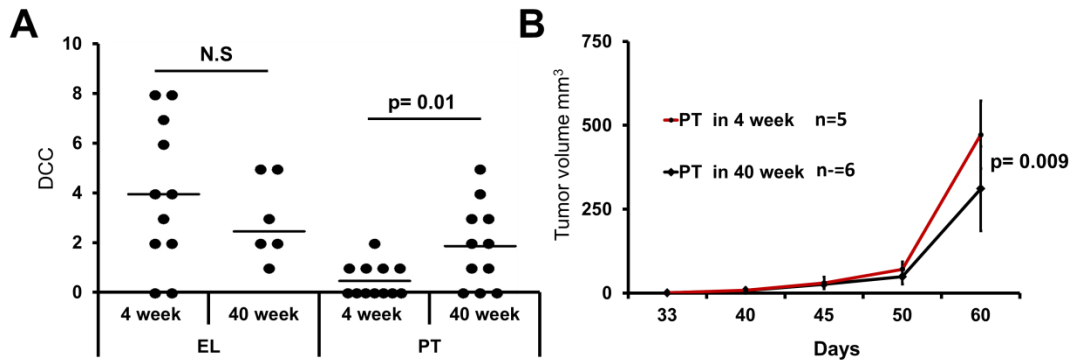 A
10
8
6
4
2
0
DCC
N.S
p= 0.01
4 week 40 week 4 week 40 week
EL PT
B
750
500
250
0
Tumor volume mm³
PT in 4 week n=5
PT in 40 week n-=6
p= 0.009
33 40 45 50 60
Days